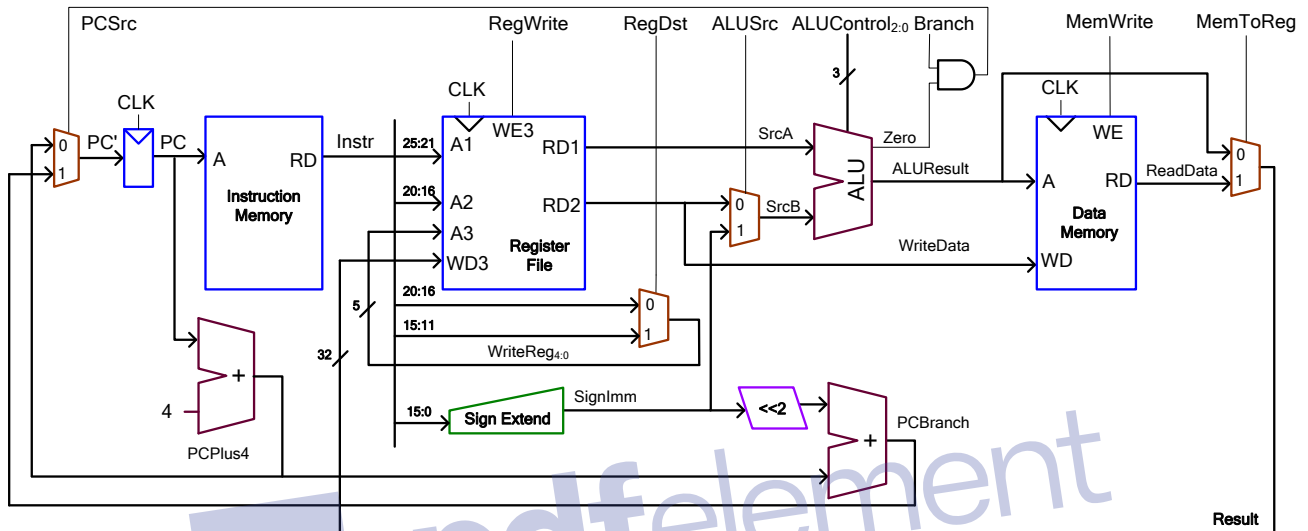 PCSrc RegWrite RegDst ALUSrc ALUControl2:0 Branch MemWrite MemToReg
3
CLK CLK CLK
0 1 PC' PC A RD Instr
Instruction Memory
25:21 A1 WE3 RD1
20:16 A2 RD2
A3
WD3
Register File
SrcA Zero
0 1 SrcB ALU ALUResult
WE
A RD ReadData 0 1
Data Memory
WriteData WD
20:16 0
5
15:11 1
32 WriteReg4:0
+
4
PCPlus4
15:0 Sign Extend SignImm <<2
+ PCBranch
pdfelement
Result